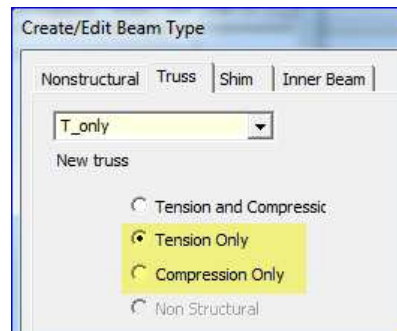 Create/Edit Beam Type
Nonstructural Truss Shim Inner Beam
T_only
New truss
Tension and Compressic
Tension Only
Compression Only
Non Structural